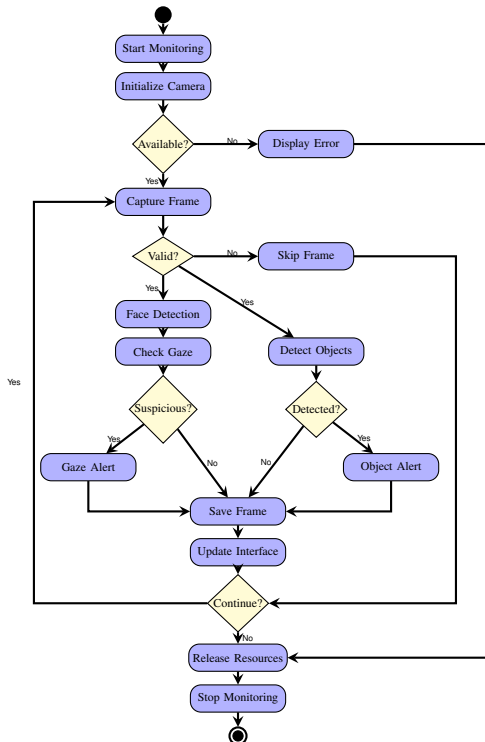 Start Monitoring
Initialize Camera
Available?
No
Display Error
Yes
Capture Frame
Valid?
No
Skip Frame
Yes
Yes
Face Detection
Check Gaze
Detect Objects
Yes
Suspicious?
Detected?
Yes
Yes
Gaze Alert
No
No
Object Alert
Save Frame
Update Interface
Continue?
No
Release Resources
Stop Monitoring